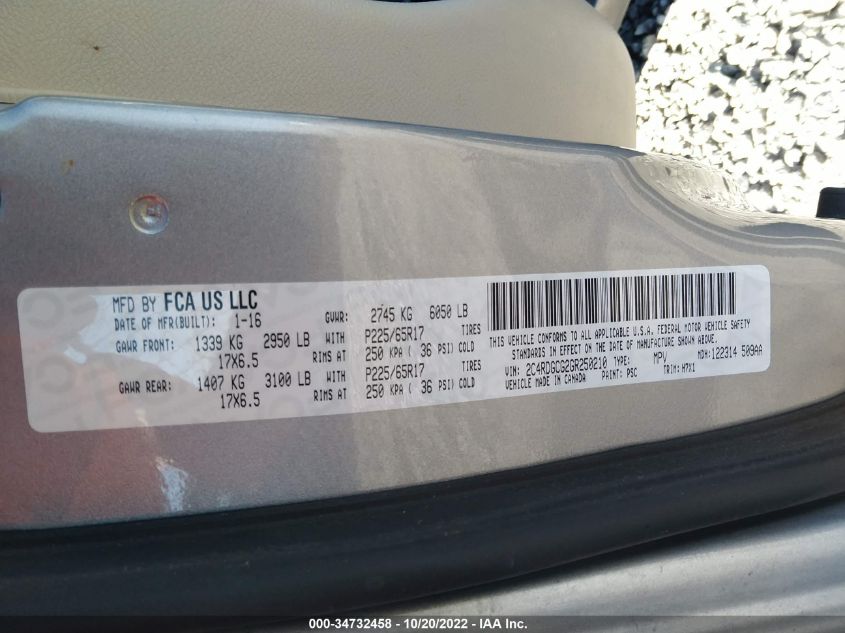 MFD BY FCA US LLC
DATE OF MFR(BUILT): 1-16
GVWR: 2745 KG 6050 LB
GAWR FRONT: 1339 KG 2950 LB WITH P225/65R17 TIRES
17X6.5 RIMS AT 250 KPA ( 36 PSI) COLD
GAWR REAR: 1407 KG 3100 LB WITH P225/65R17 TIRES
17X6.5 RIMS AT 250 KPA ( 36 PSI) COLD
THIS VEHICLE CONFORMS TO ALL APPLICABLE U.S.A. FEDERAL MOTOR VEHICLE SAFETY
STANDARDS IN EFFECT ON THE DATE OF MANUFACTURE SHOWN ABOVE.
VIN: 2C4RDGCG2GR250210 TYPE: MPV MDH:122314 509AA
VEHICLE MADE IN CANADA PAINT: PSC TRIM: H7X1
000-34732458 - 10/20/2022 - IAA Inc.